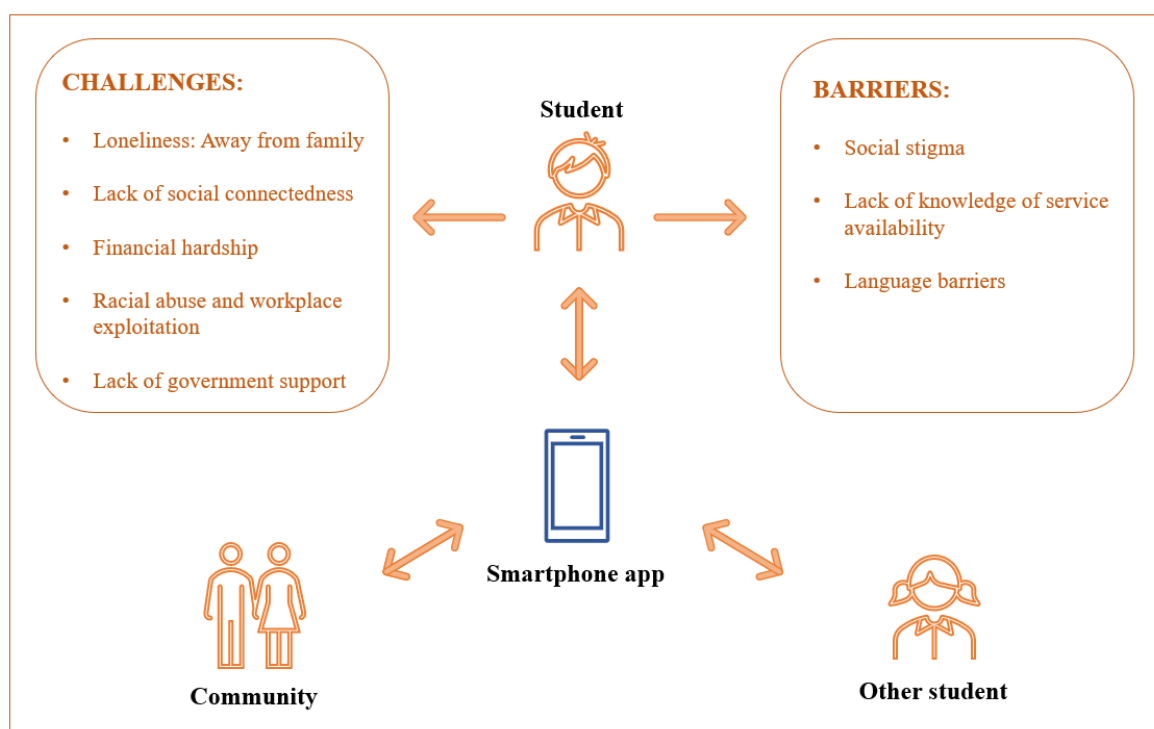 CHALLENGES:
• Loneliness: Away from family
• Lack of social connectedness
• Financial hardship
• Racial abuse and workplace
exploitation
• Lack of government support
Student
BARRIERS:
• Social stigma
• Lack of knowledge of service
availability
• Language barriers
Smartphone app
Community
Other student